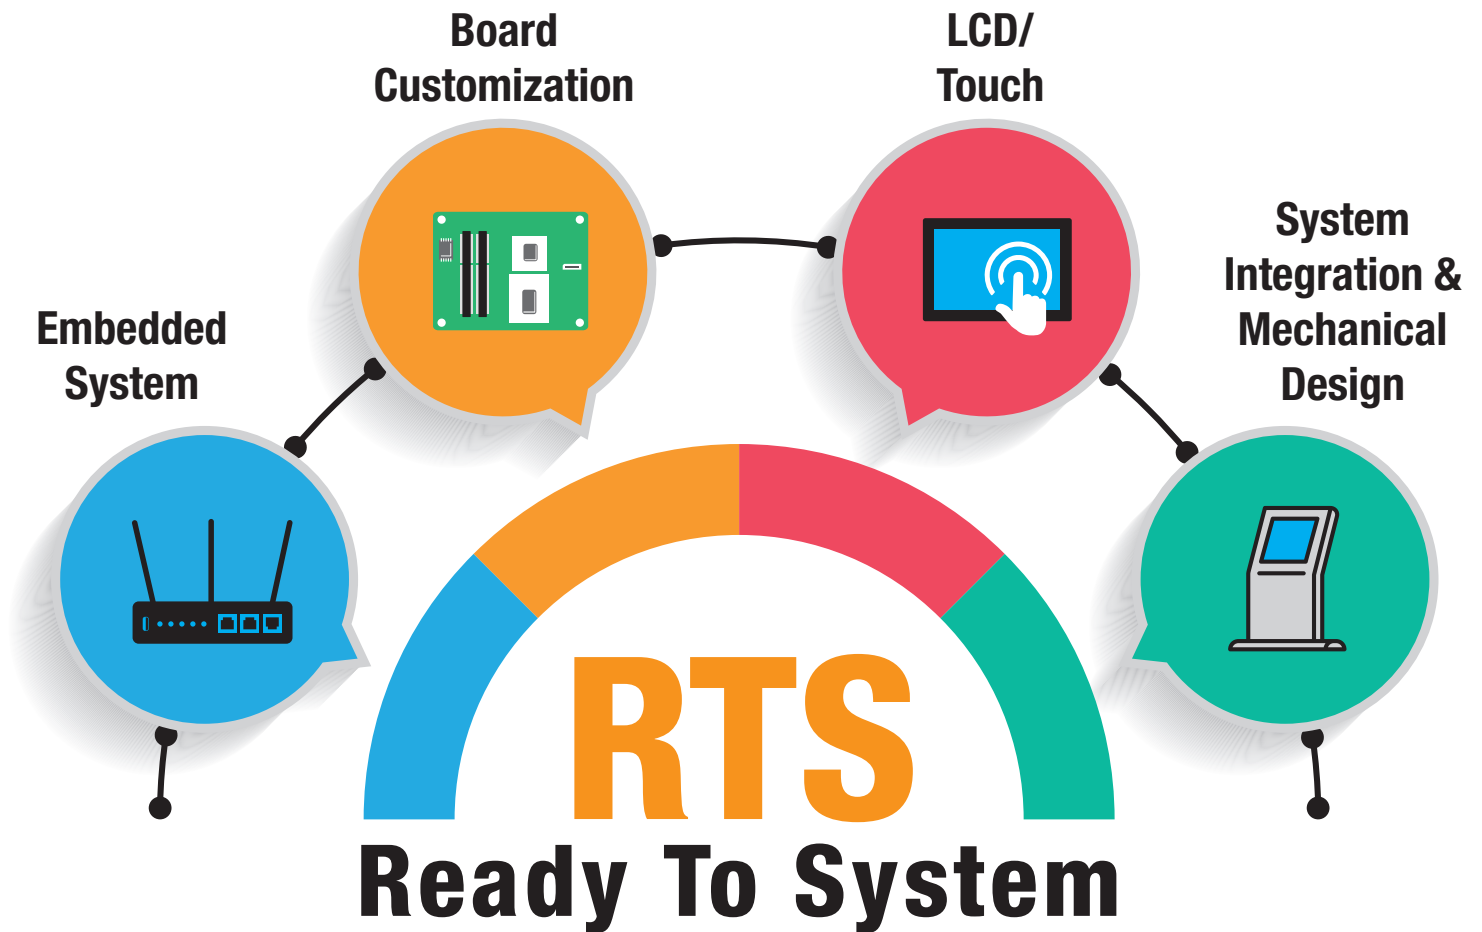 Board
Customization
LCD/
Touch
System
Integration &
Mechanical
Design
Embedded
System
RTS
Ready To System